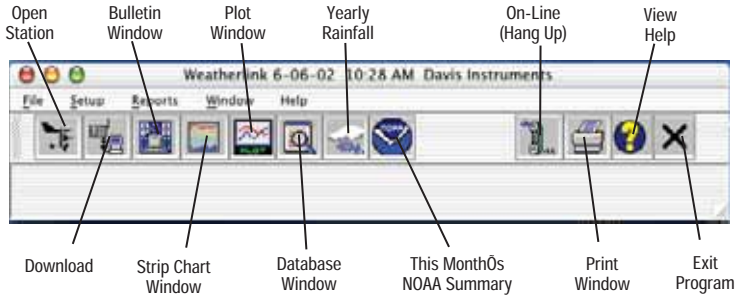 Open Station
Bulletin Window
Plot Window
Yearly Rainfall
On-Line (Hang Up)
View Help
Weatherlink 6-06-02 10:28 AM Davis Instruments
File Setup Reports Window Help
PLOT
Download
Strip Chart Window
Database Window
This MonthÕs NOAA Summary
Print Window
Exit Program